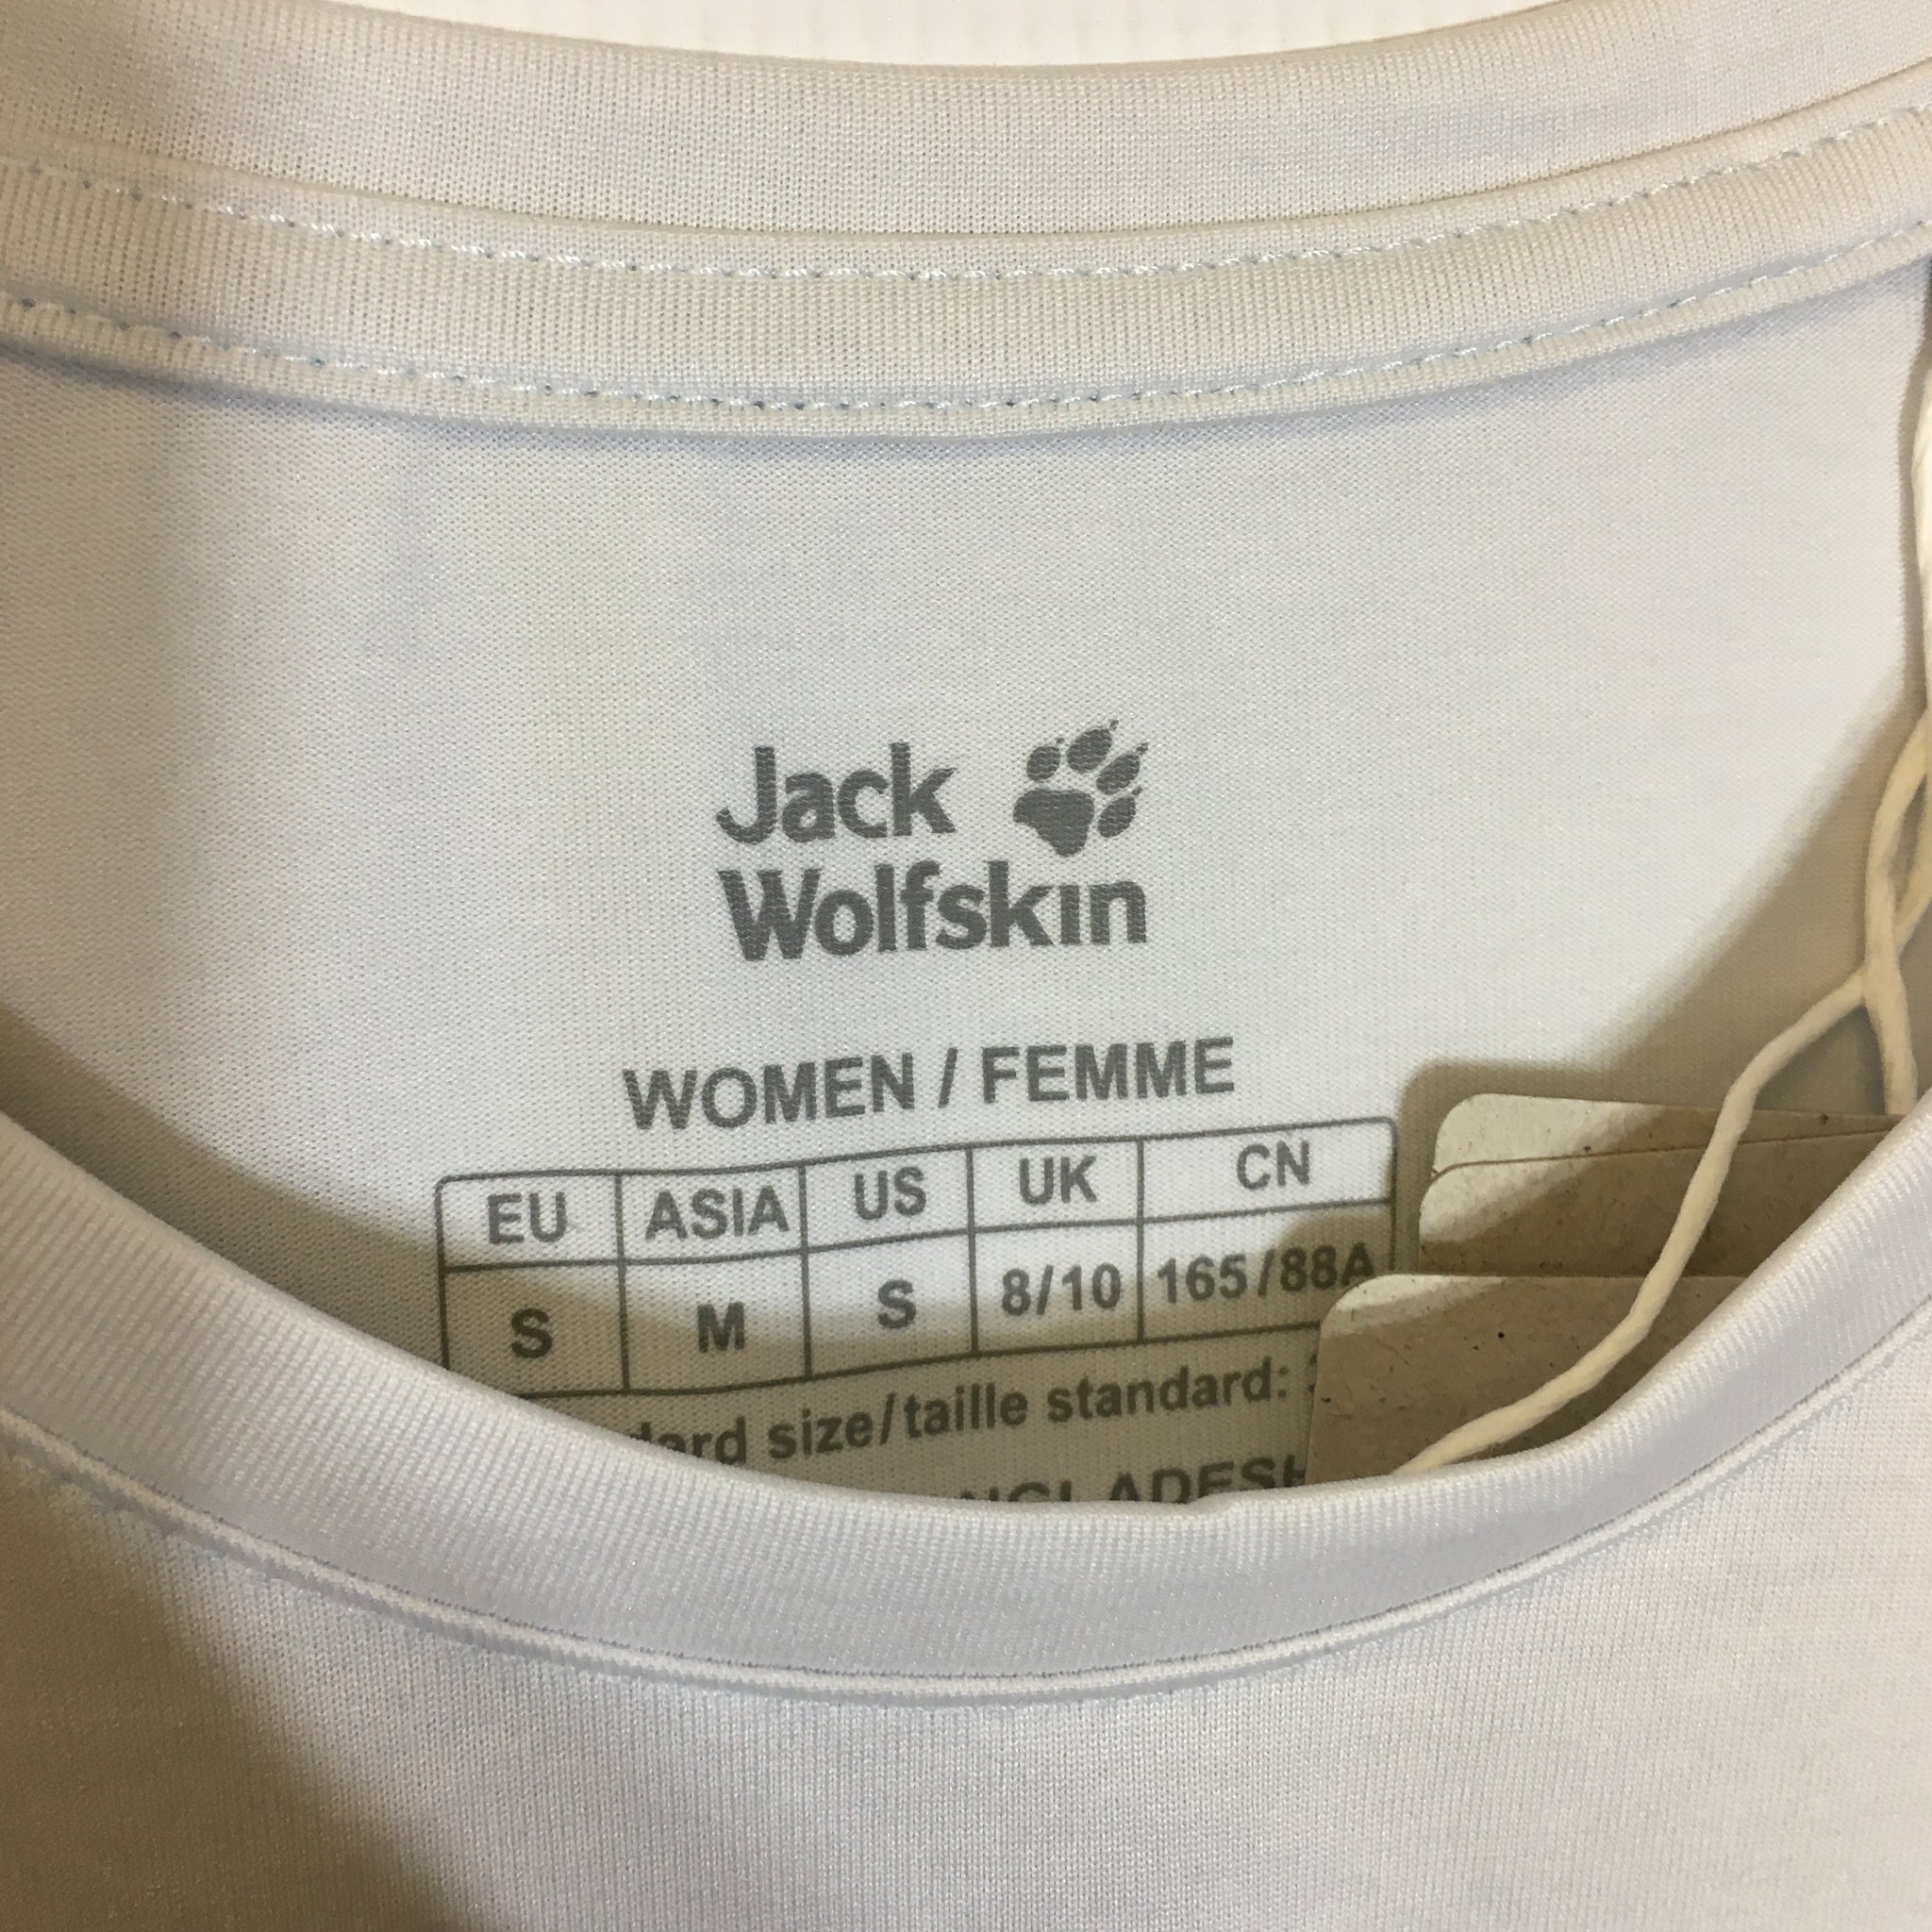 Jack
Wolfskin
WOMEN / FEMME
EU ASIA US UK CN
S M S 8/10 165/88A
size/taille standard: